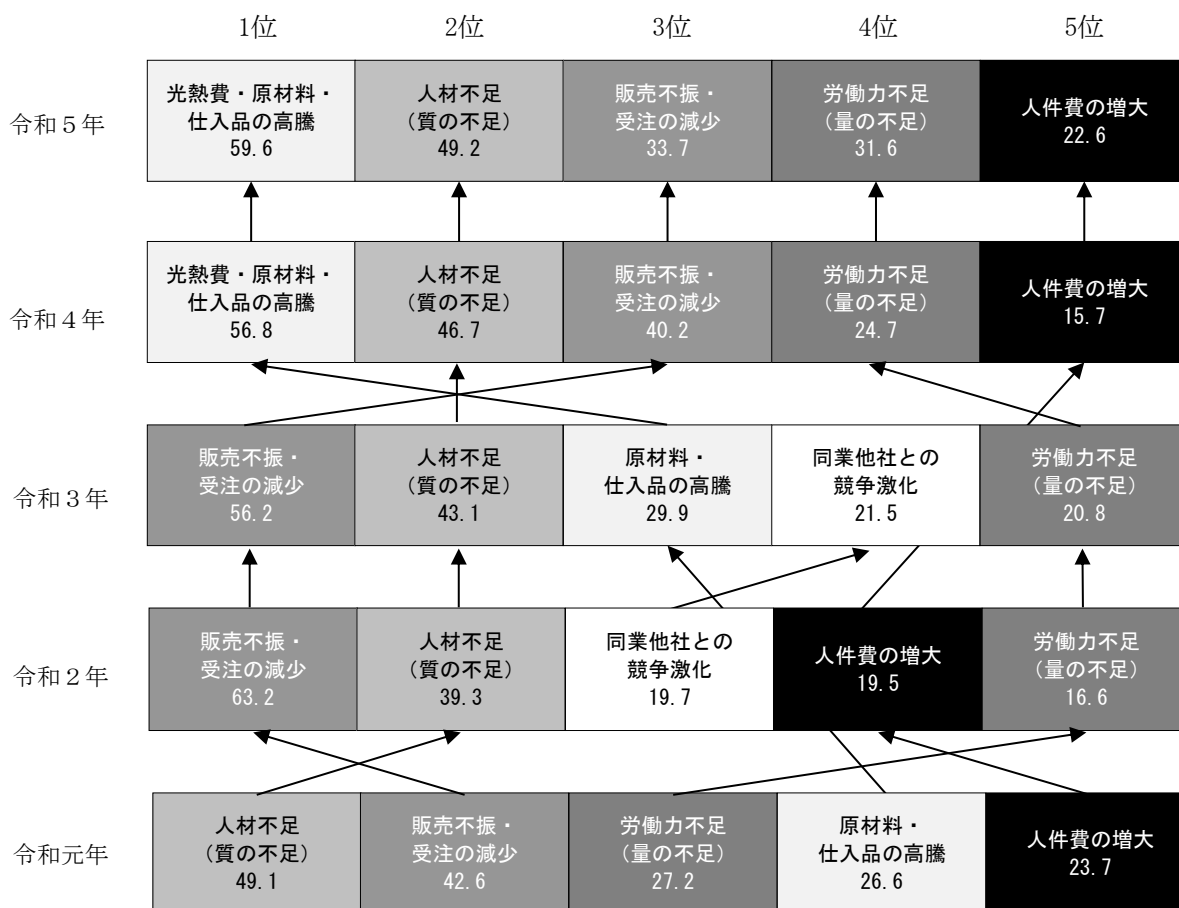 1位 2位 3位 4位 5位
令和５年
光熱費・原材料・
仕入品の高騰
59.6
人材不足
(質の不足)
49.2
販売不振・
受注の減少
33.7
労働力不足
(量の不足)
31.6
人件費の増大
22.6
令和４年
光熱費・原材料・
仕入品の高騰
56.8
人材不足
(質の不足)
46.7
販売不振・
受注の減少
40.2
労働力不足
(量の不足)
24.7
人件費の増大
15.7
令和３年
販売不振・
受注の減少
56.2
人材不足
(質の不足)
43.1
原材料・
仕入品の高騰
29.9
同業他社との
競争激化
21.5
労働力不足
(量の不足)
20.8
令和２年
販売不振・
受注の減少
63.2
人材不足
(質の不足)
39.3
同業他社との
競争激化
19.7
人件費の増大
19.5
労働力不足
(量の不足)
16.6
令和元年
人材不足
(質の不足)
49.1
販売不振・
受注の減少
42.6
労働力不足
(量の不足)
27.2
原材料・
仕入品の高騰
26.6
人件費の増大
23.7